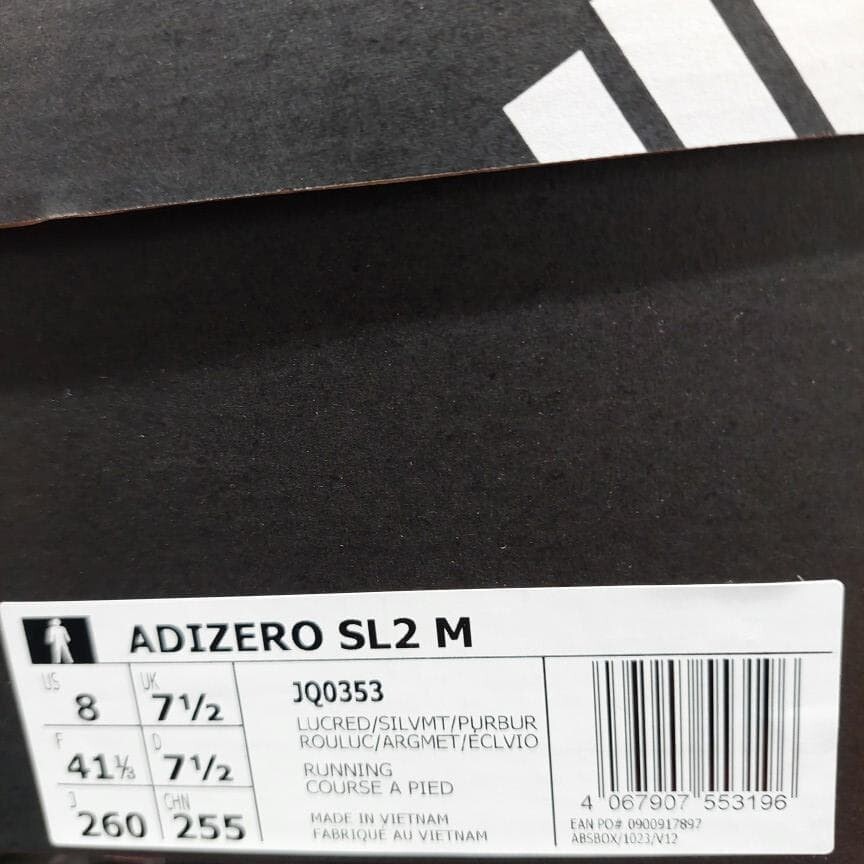 ADIZERO SL2 M
US 8 UK 7½
F 41⅓ D 7½
J 260 CHN 255
JQ0353
LUCRED/SILVMT/PURBUR
ROULUC/ARGMET/ÉCLVIO
RUNNING
COURSE A PIED
MADE IN VIETNAM
FABRIQUÉ AU VIETNAM
4 067907 553196
EAN PO# 0900917897
ABSBOX/1023/V12